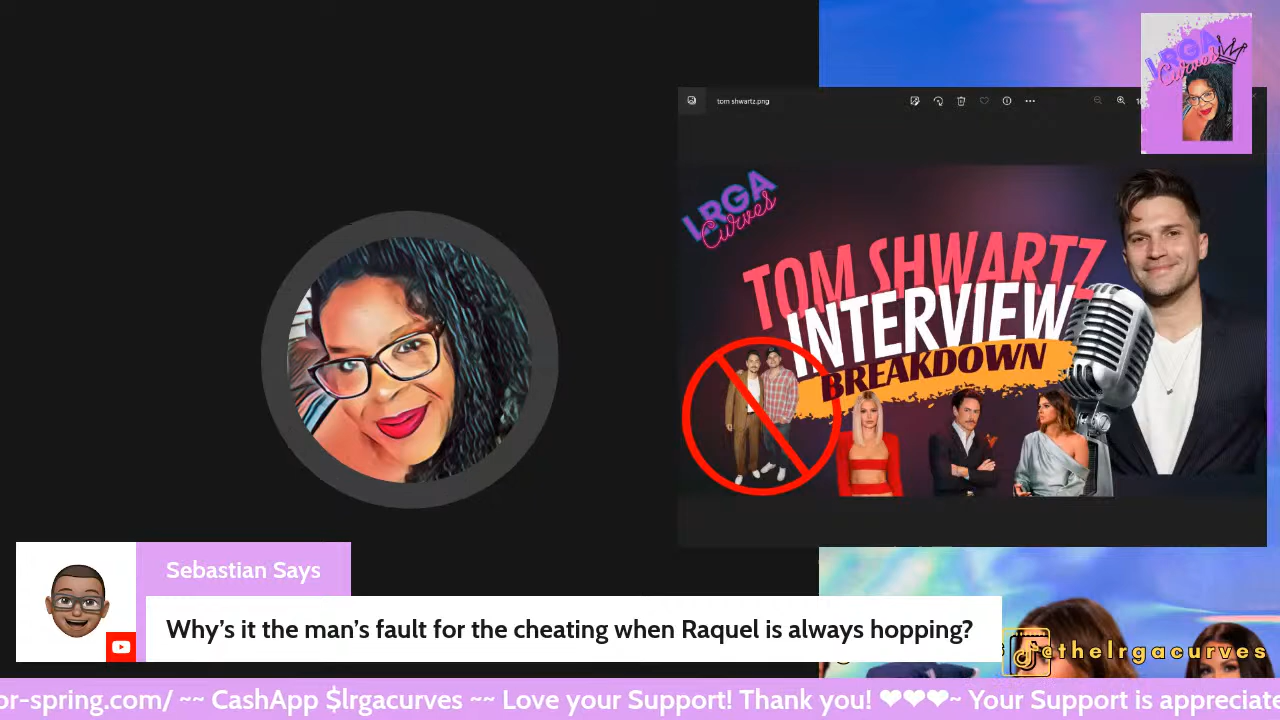 LRGA
Curves
tom shwartz.png
LRGA
Curves
TOM SHWARTZ
INTERVIEW
BREAKDOWN
Sebastian Says
Why's it the man's fault for the cheating when Raquel is always hopping?
@thelrgacurves
or-spring.com/ ~~ CashApp $lrgacurves ~~ Love your Support! Thank you! ❤❤❤~ Your Support is appreciate